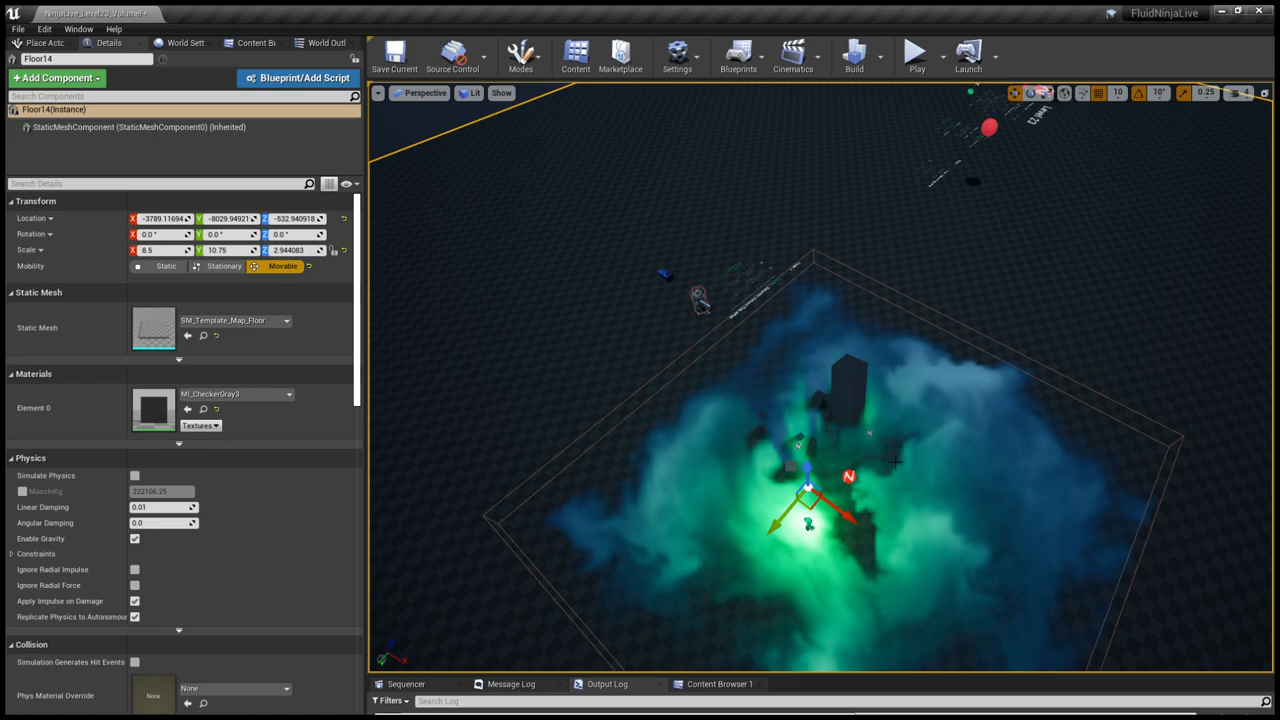 NinjaLive_Level23_Volume1•
FluidNinjaLive
File Edit Window Help
Place Actc Details World Sett Content Bi World Outl
Floor14
Save Current Source Control Modes Content Marketplace Settings Blueprints Cinematics Build Play Launch
+ Add Component Blueprint/Add Script
Search Components
Perspective Lit Show 10 10° 0.25 4
Floor14(Instance)
StaticMeshComponent (StaticMeshComponent0) (Inherited)
Search Details
Transform
Location X -3789.11694 Y -8029.94921 Z -532.940918
Rotation X 0.0 ° Y 0.0 ° Z 0.0 °
Scale X 8.5 Y 10.75 Z 2.944083
Mobility Static Stationary Movable
Static Mesh
Static Mesh SM_Template_Map_Floor
Materials
Element 0 MI_CheckerGray3
Textures
Physics
Simulate Physics
MassInKg 222106.25
Linear Damping 0.01
Angular Damping 0.0
Enable Gravity
Constraints
Ignore Radial Impulse
Ignore Radial Force
Apply Impulse on Damage
Replicate Physics to Autonomou
Collision
Simulation Generates Hit Events
Phys Material Override None None
N
X
Sequencer Message Log Output Log Content Browser 1
Filters Search Log